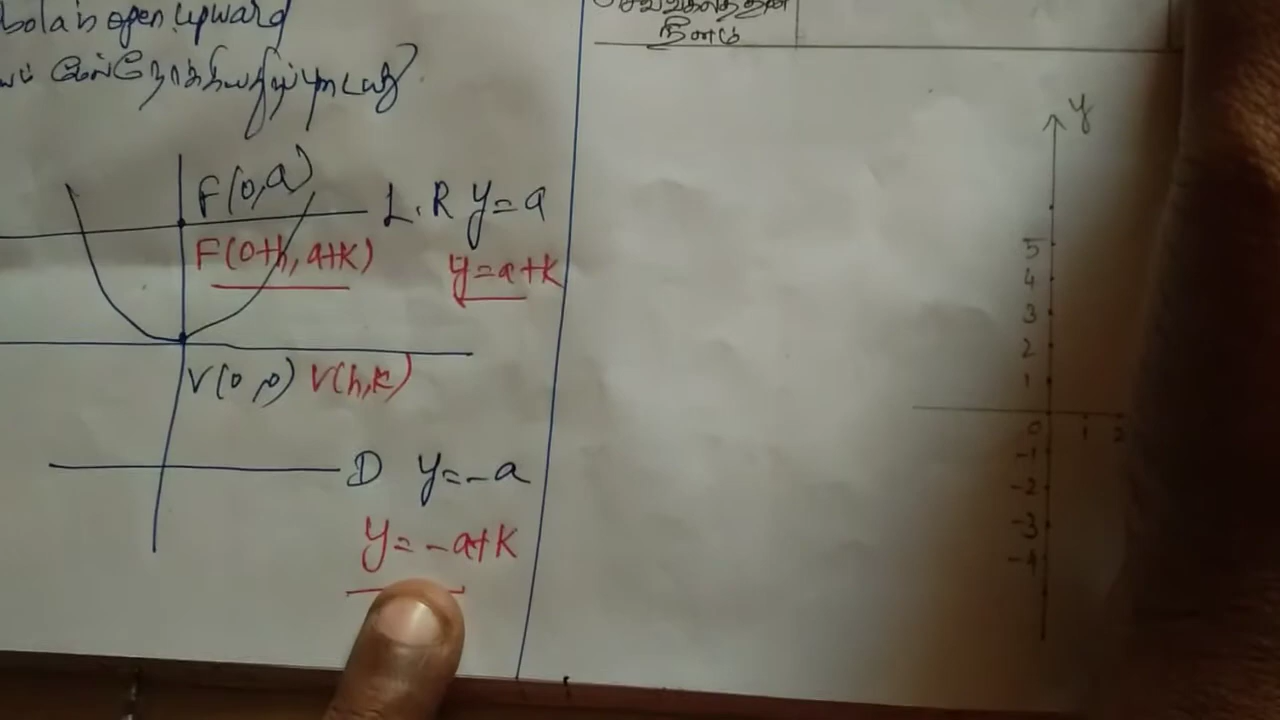 bola is open upward
F(0,a)
L.R y=a
F(0+h, a+k)
y=a+k
V(0,0) V(h,k)
D y=-a
y=-a+k
நீளம்
y
5
4
3
2
1
0 1 2
-1
-2
-3
-4